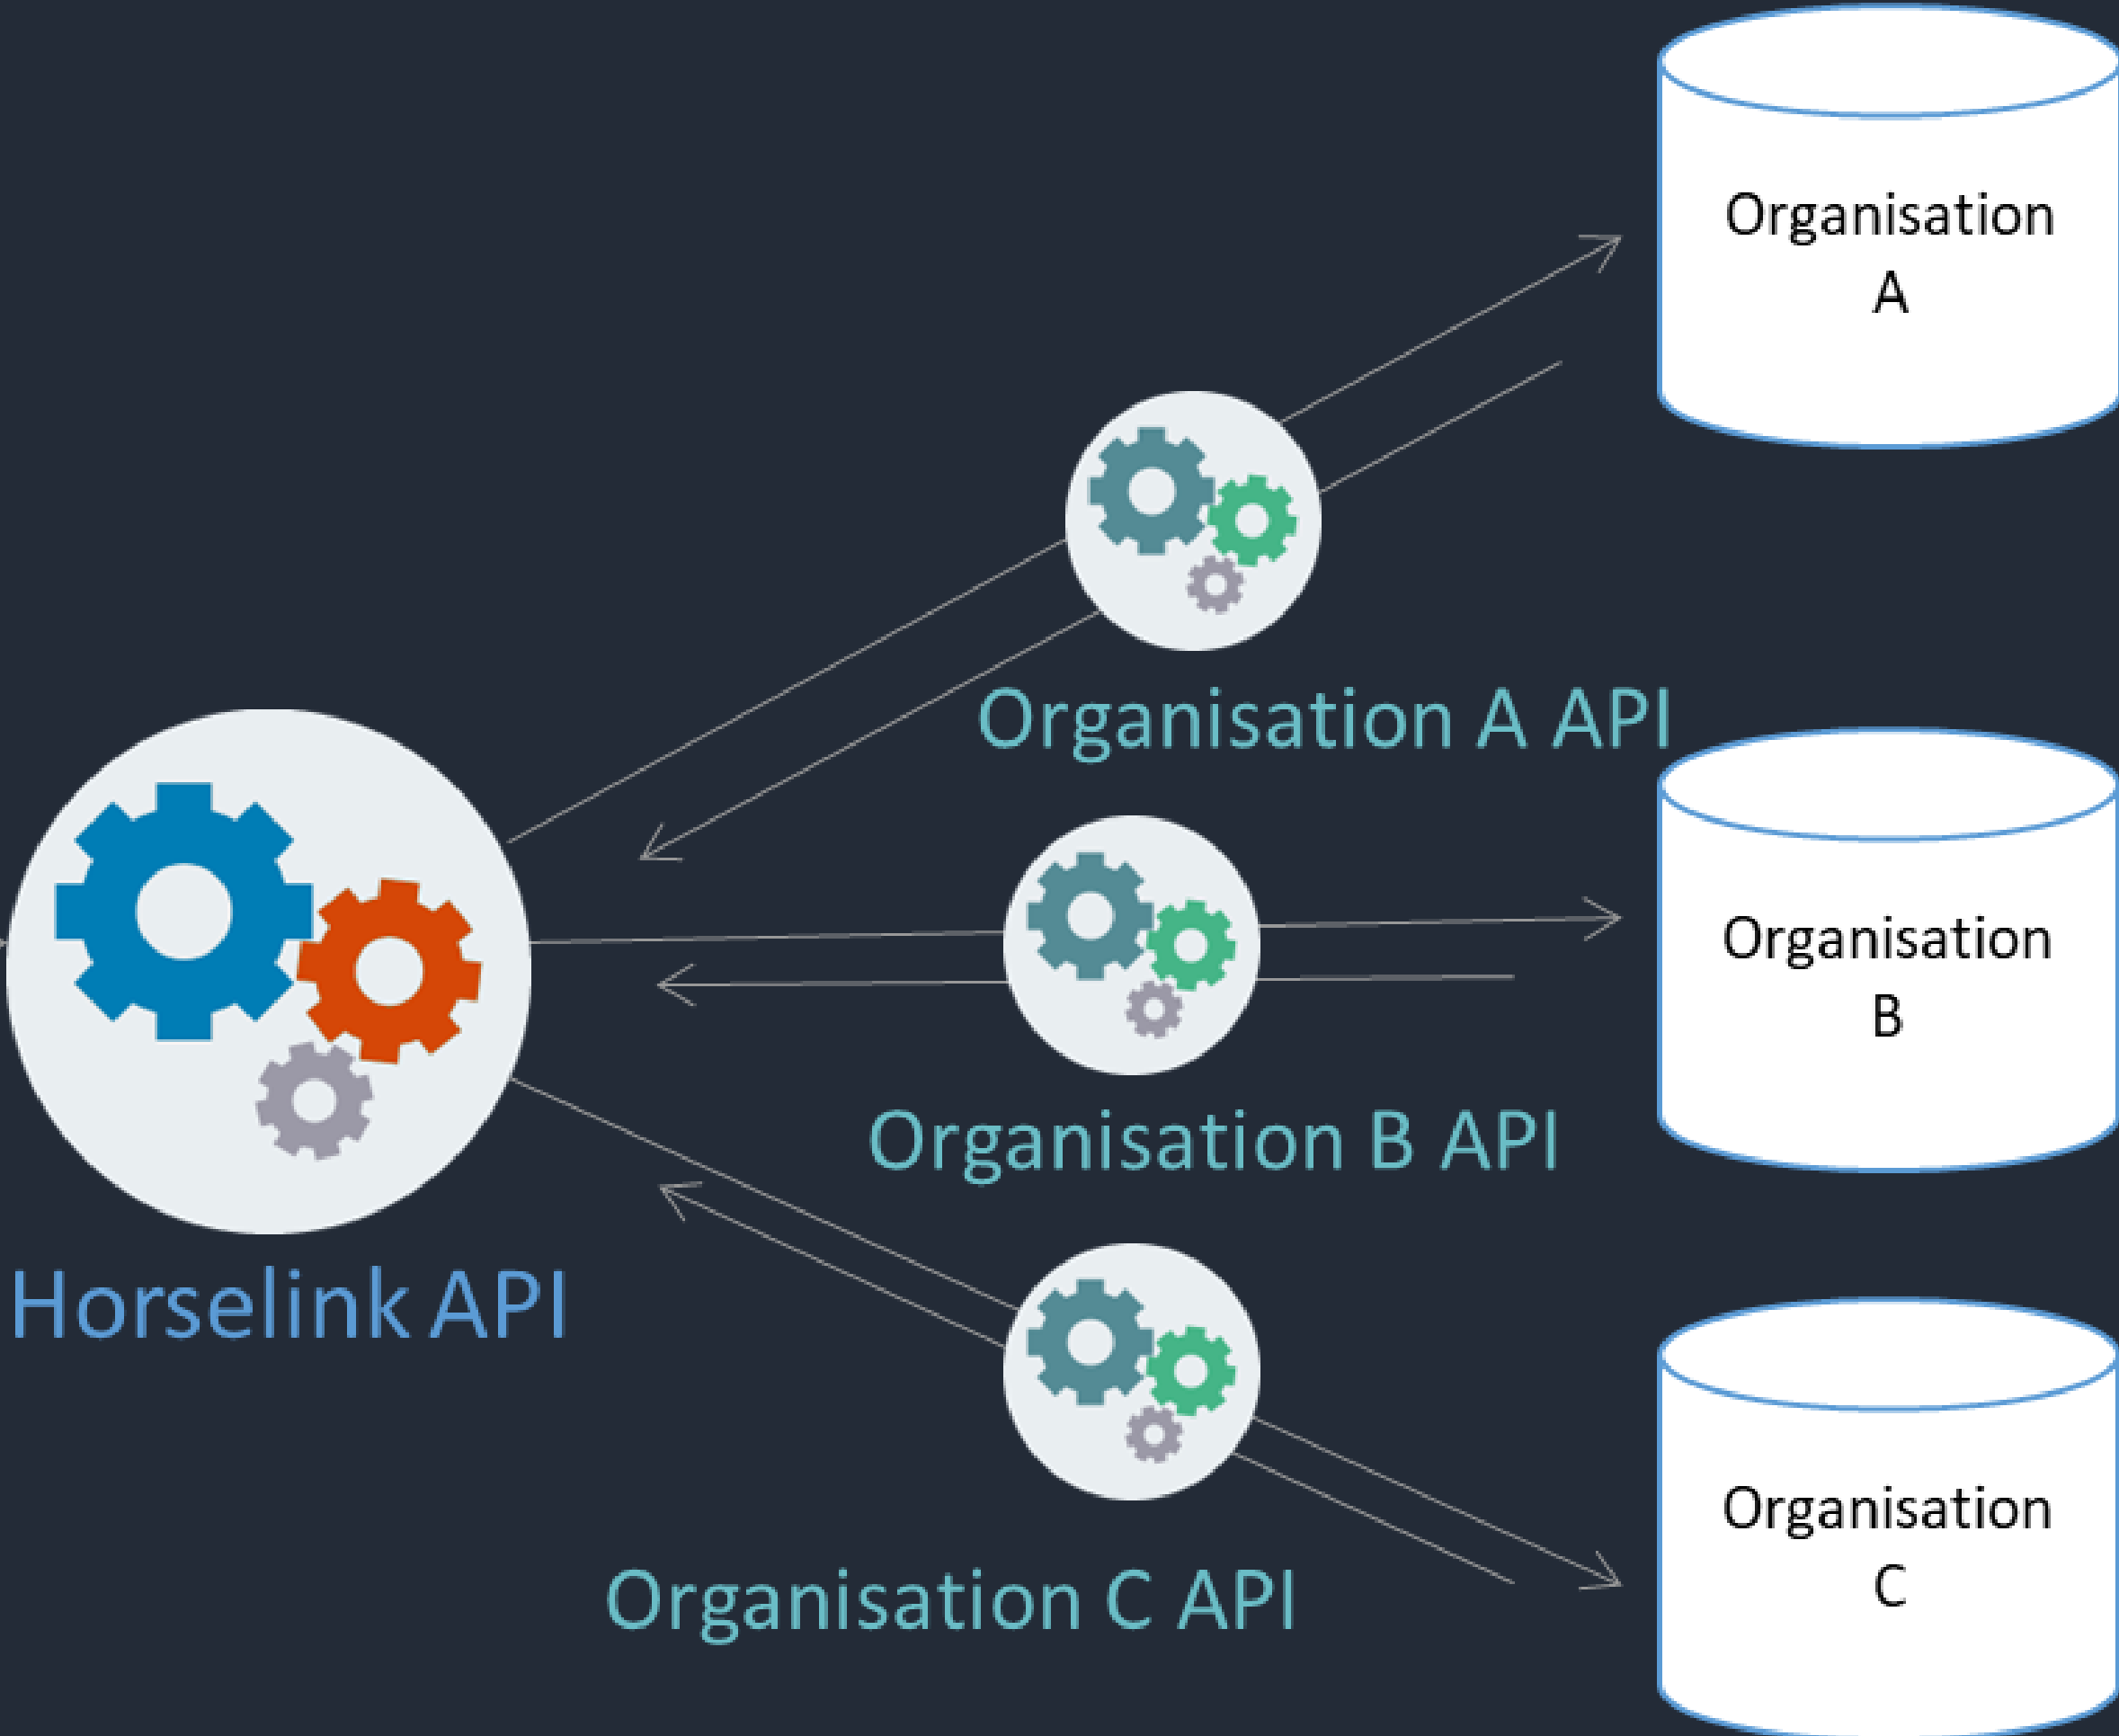 Organisation
A
Organisation A API
Organisation
B
Organisation B API
Horselink API
Organisation
C
Organisation C API